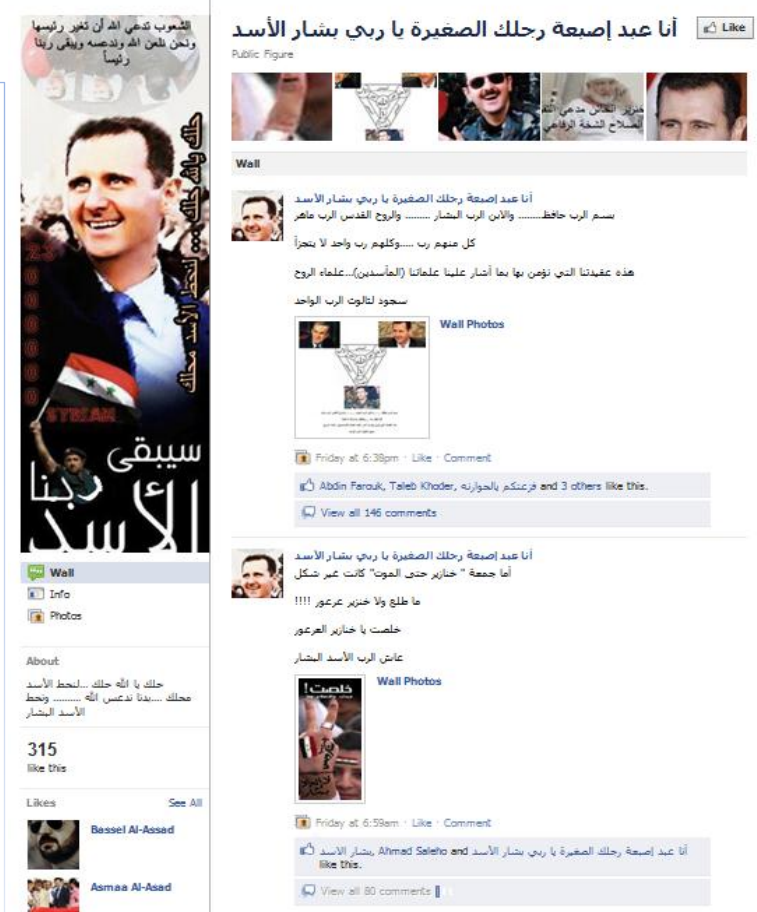 الشعوب تدعي الله أن تغير رئيسها
ونحن نلعن الله وندعسه ويبقى ربنا
رئيساً
حلك ياالله حلك ... لنحط الأسد محلك
SYRIAN
سيبقى
ربنا
الأسد
Wall
Info
Photos
About
حلك يا الله حلك ...لنحط الأسد
محلك ....بدنا ندعس الله ......... ونحط
الأسد البشار
315
like this
Likes
See All
Bassel Al-Assad
Asmaa Al-Asad
أنا عبد إصبعة رجلك الصغيرة يا ربي بشار الأسد
Like
Public Figure
Wall
أنا عبد إصبعة رجلك الصغيرة يا ربي بشار الأسد
بسم الرب حافظ......... والابن الرب البشار ......... والروح القدس الرب ماهر
كل منهم رب .....وكلهم رب واحد لا يتجزأ
هذه عقيدتنا التي نؤمن بها بما أشار علينا علمائنا (المأسدين)...علماء الروح
سجود لثالوث الرب الواحد
Wall Photos
Friday at 6:38pm · Like · Comment
Abdin Farouk, Taleb Khoder, فزعتكم يالحوارنه and 3 others like this.
View all 146 comments
أنا عبد إصبعة رجلك الصغيرة يا ربي بشار الأسد
أما جمعة " خنازير حتى الموت" كانت غير شكل
ما طلع ولا خنزير عرعور !!!!
خلصت يا خنازير العرعور
عاش الرب الأسد البشار
خلصت!
Wall Photos
Friday at 6:59am · Like · Comment
بشار الاسد, Ahmad Saleho and أنا عبد إصبعة رجلك الصغيرة يا ربي بشار الأسد
like this.
View all 80 comments